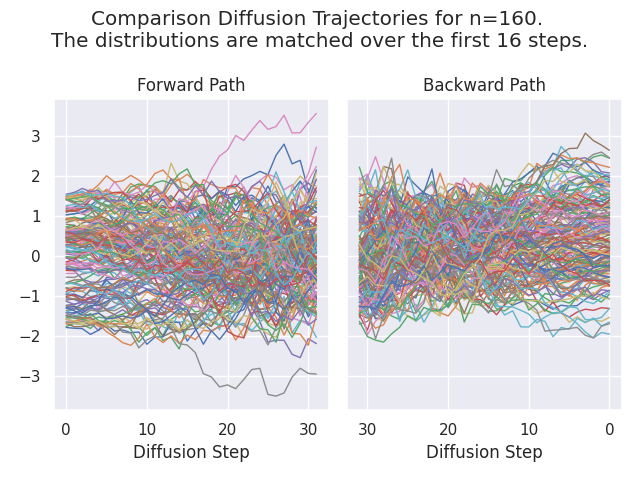 Comparison Diffusion Trajectories for n=160.
The distributions are matched over the first 16 steps.
Forward Path
Backward Path
3
2
1
0
−1
−2
−3
0 10 20 30
30 20 10 0
Diffusion Step
Diffusion Step